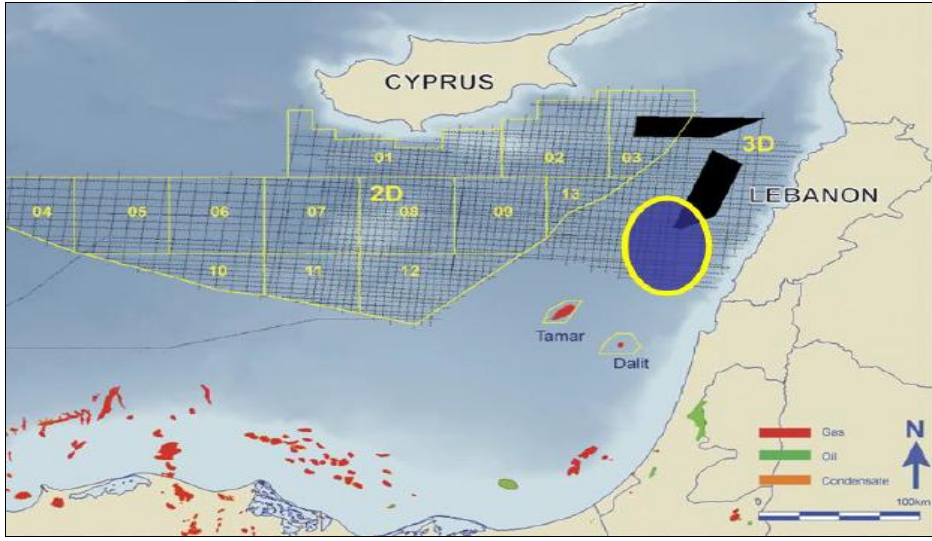 CYPRUS
01
02
03
3D
LEBANON
04
05
06
07
2D
08
09
13
10
11
12
Tamar
Dalit
Gas
Oil
Condensate
N
0
100km